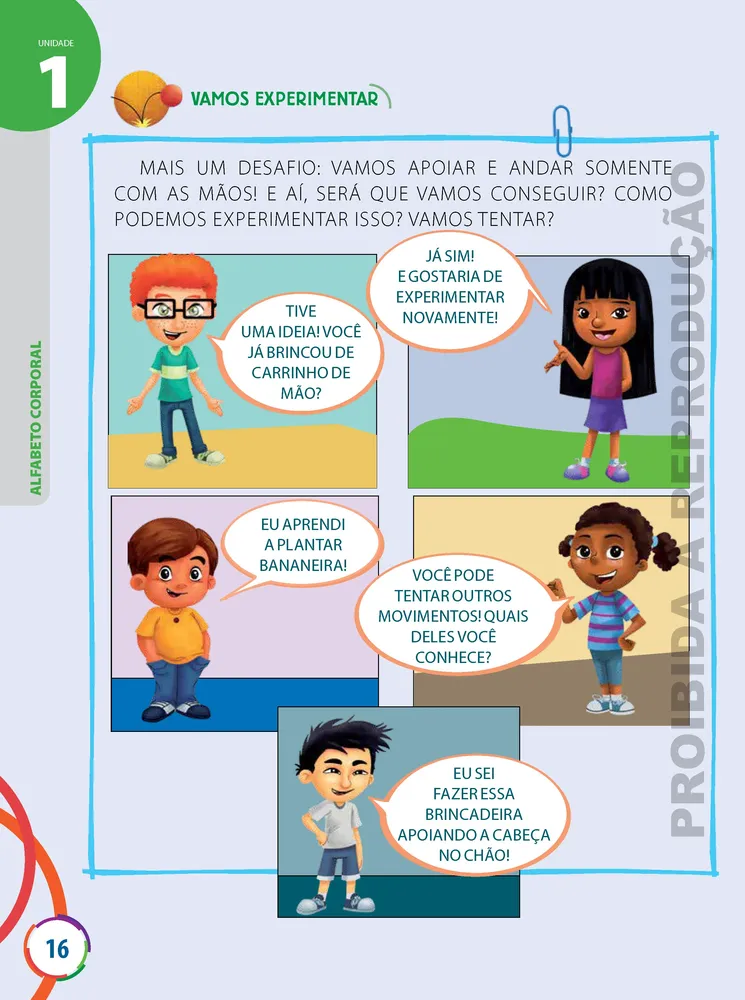 UNIDADE
1
VAMOS EXPERIMENTAR
MAIS UM DESAFIO: VAMOS APOIAR E ANDAR SOMENTE
COM AS MÃOS! E AÍ, SERÁ QUE VAMOS CONSEGUIR? COMO
PODEMOS EXPERIMENTAR ISSO? VAMOS TENTAR?
TIVE
UMA IDEIA! VOCÊ
JÁ BRINCOU DE
CARRINHO DE
MÃO?
JÁ SIM!
E GOSTARIA DE
EXPERIMENTAR
NOVAMENTE!
EU APRENDI
A PLANTAR
BANANEIRA!
VOCÊ PODE
TENTAR OUTROS
MOVIMENTOS! QUAIS
DELES VOCÊ
CONHECE?
EU SEI
FAZER ESSA
BRINCADEIRA
APOIANDO A CABEÇA
NO CHÃO!
ALFABETO CORPORAL
PROIBIDA A REPRODUÇÃO
16